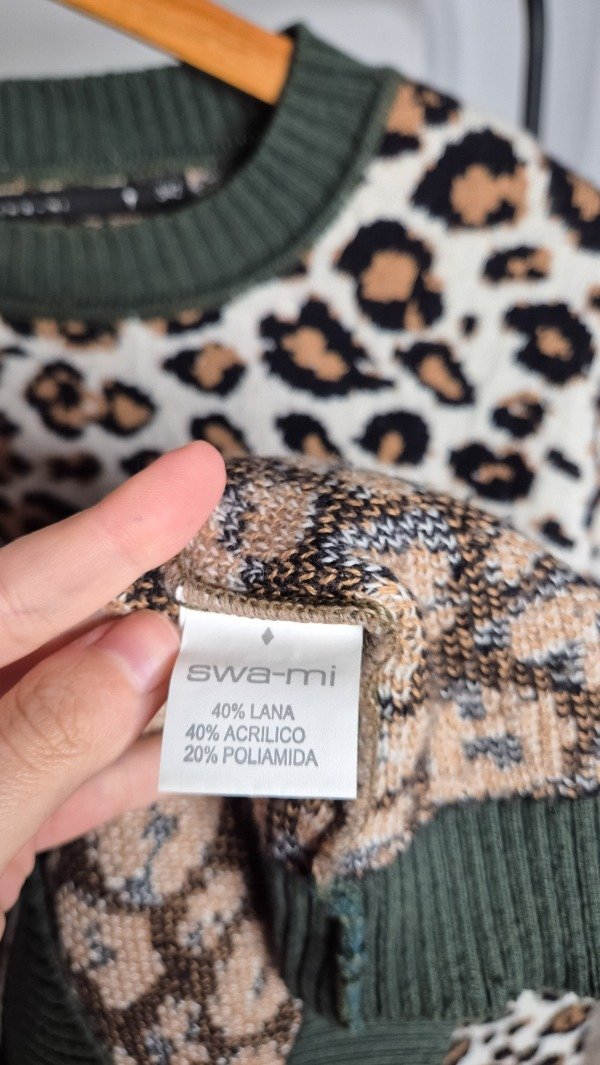 swa-mi
40% LANA
40% ACRILICO
20% POLIAMIDA